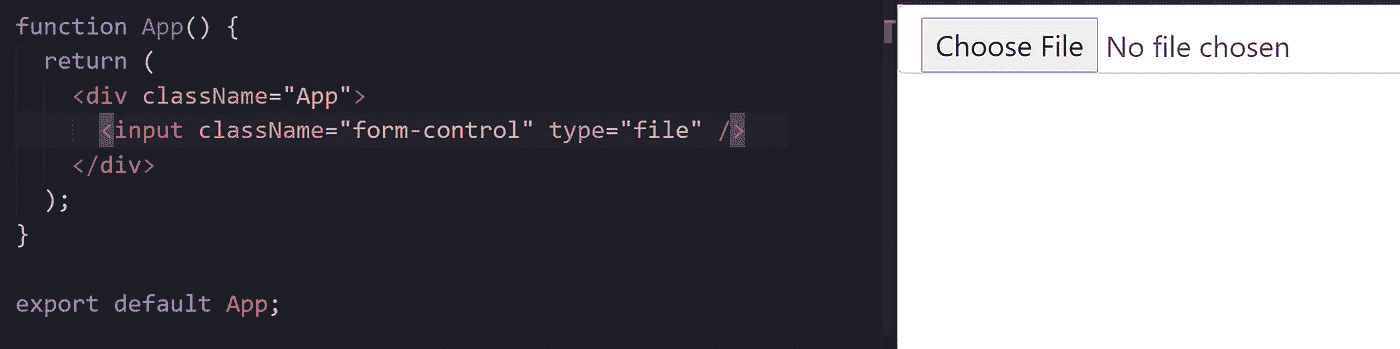 function App() {
  return (
    <div className="App">
      <input className="form-control" type="file" />
    </div>
  );
}
export default App;
Choose File No file chosen